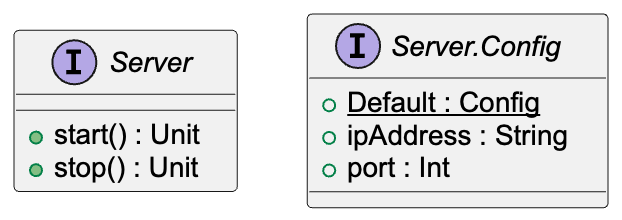 I Server
start() : Unit
stop() : Unit
I Server.Config
Default : Config
ipAddress : String
port : Int